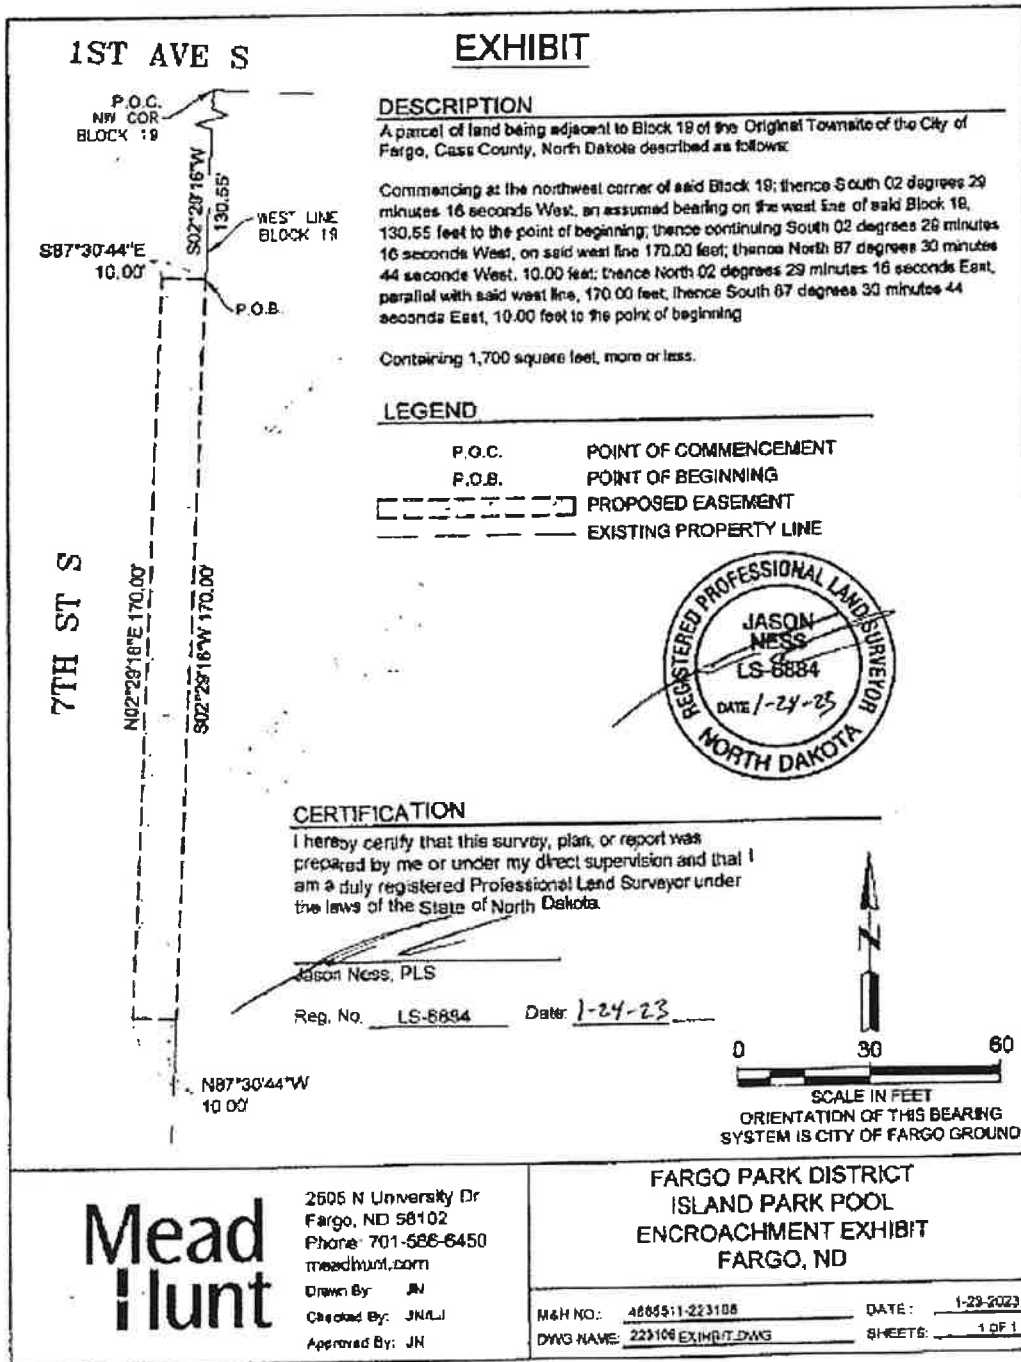 1ST AVE S
EXHIBIT
P.O.C.
NW COR
BLOCK 19
S02°29'16"W
130.55'
WEST LINE
BLOCK 19
S87°30'44"E
10.00'
P.O.B.
7TH ST S
N02°29'16"E 170.00'
S02°29'16"W 170.00'
N87°30'44"W
10.00'
DESCRIPTION
A parcel of land being adjacent to Block 19 of the Original Townsite of the City of
Fargo, Cass County, North Dakota described as follows:
Commencing at the northwest corner of said Block 19; thence South 02 degrees 29
minutes 16 seconds West, an assumed bearing on the west line of said Block 19,
130.55 feet to the point of beginning; thence continuing South 02 degrees 29 minutes
16 seconds West, on said west line 170.00 feet; thence North 87 degrees 30 minutes
44 seconds West, 10.00 feet; thence North 02 degrees 29 minutes 16 seconds East,
parallel with said west line, 170.00 feet, thence South 87 degrees 30 minutes 44
seconds East, 10.00 feet to the point of beginning
Containing 1,700 square feet, more or less.
LEGEND
P.O.C. POINT OF COMMENCEMENT
P.O.B. POINT OF BEGINNING
PROPOSED EASEMENT
EXISTING PROPERTY LINE
REGISTERED PROFESSIONAL LAND SURVEYOR
JASON
NESS
LS-6884
DATE 1-24-23
NORTH DAKOTA
CERTIFICATION
I hereby certify that this survey, plan, or report was
prepared by me or under my direct supervision and that I
am a duly registered Professional Land Surveyor under
the laws of the State of North Dakota.
Jason Ness, PLS
Reg. No. LS-6884 Date: 1-24-23
N
0 30 60
SCALE IN FEET
ORIENTATION OF THIS BEARING
SYSTEM IS CITY OF FARGO GROUND
Mead
Hunt
2505 N University Dr
Fargo, ND 58102
Phone: 701-566-6450
meadhunt.com
Drawn By: JN
Checked By: JN/LJ
Approved By: JN
FARGO PARK DISTRICT
ISLAND PARK POOL
ENCROACHMENT EXHIBIT
FARGO, ND
M&H NO.: DATE: 1-23-2023
DWG NAME: 223106 EXIHBIT.DWG SHEETS: 1 OF 1